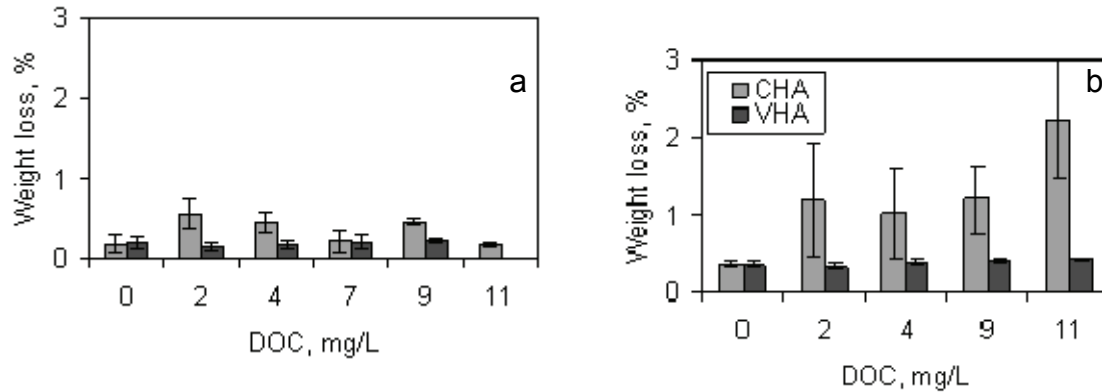 3
2
1
0
Weight loss, %
a
0 2 4 7 9 11
DOC, mg/L
3
2
1
0
Weight loss, %
CHA
VHA
b
0 2 4 9 11
DOC, mg/L